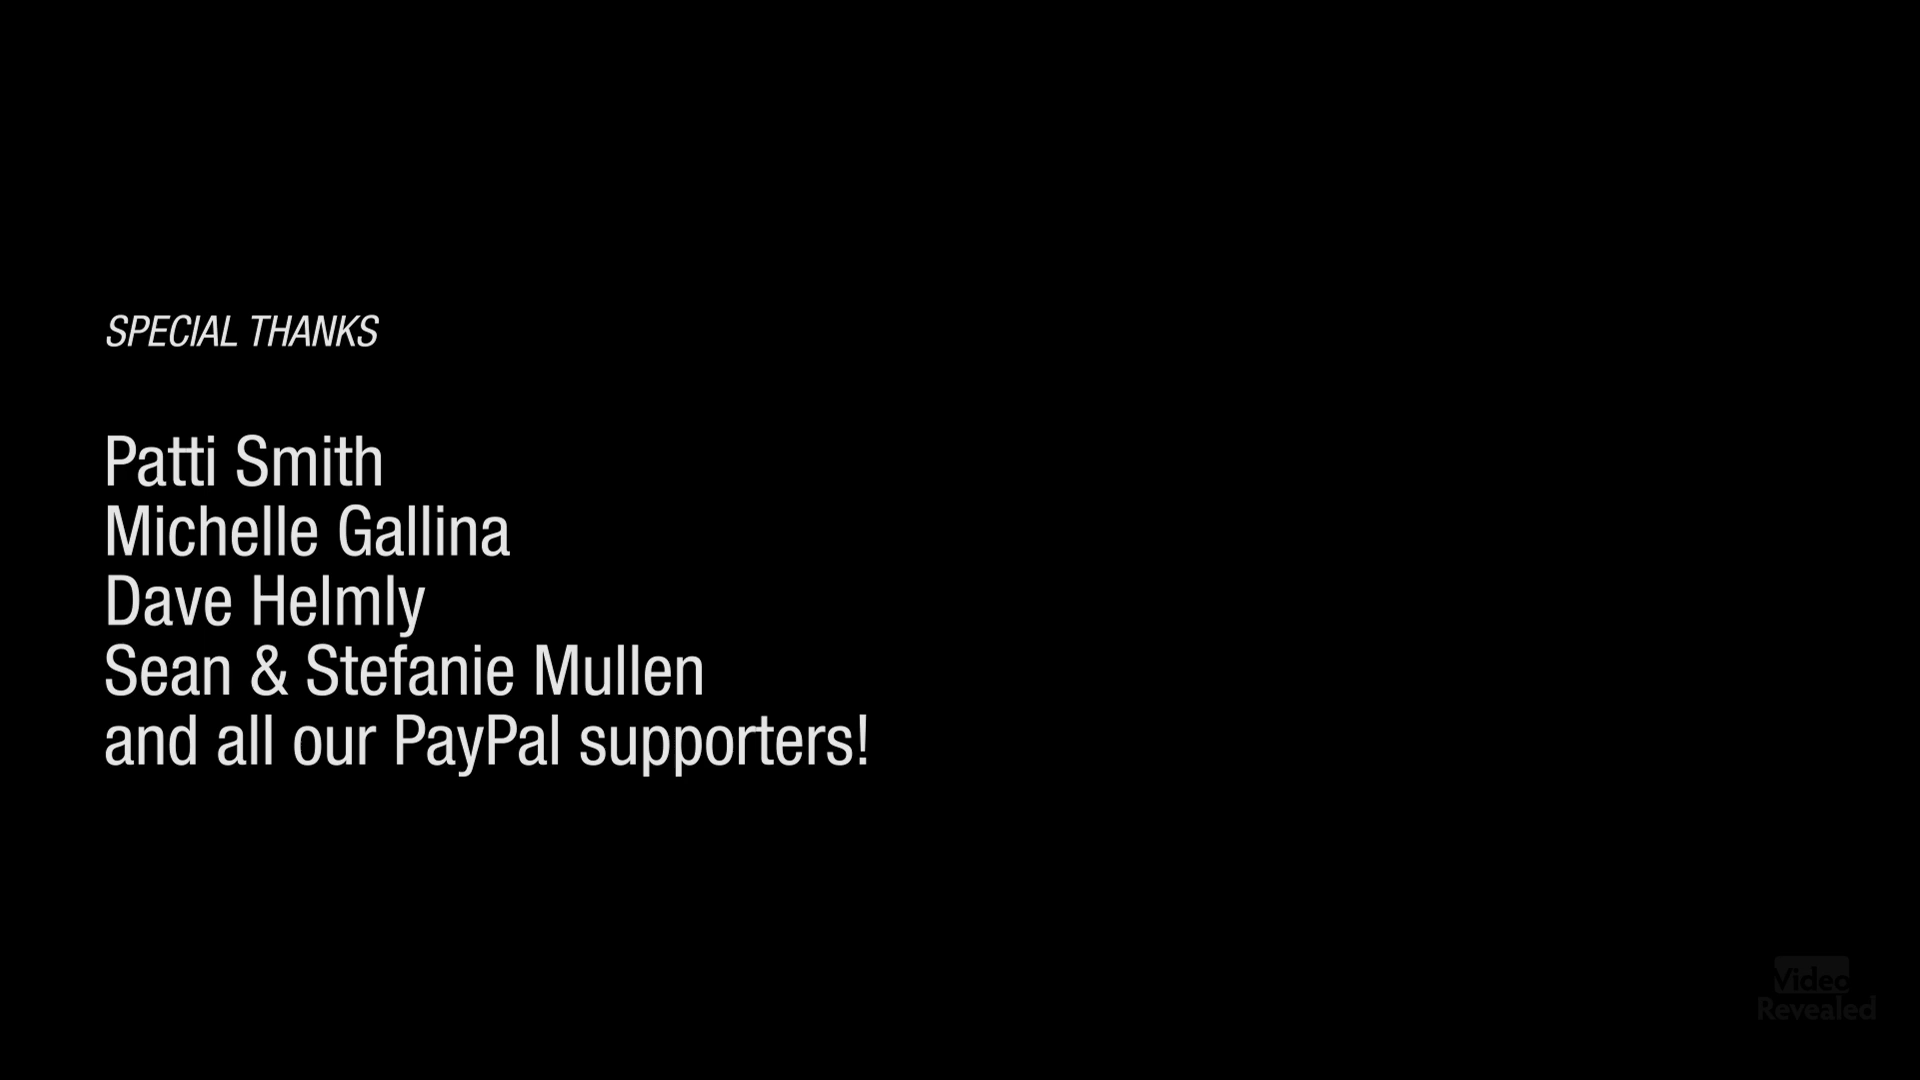 SPECIAL THANKS
Patti Smith
Michelle Gallina
Dave Helmly
Sean & Stefanie Mullen
and all our PayPal supporters!
Video
Revealed